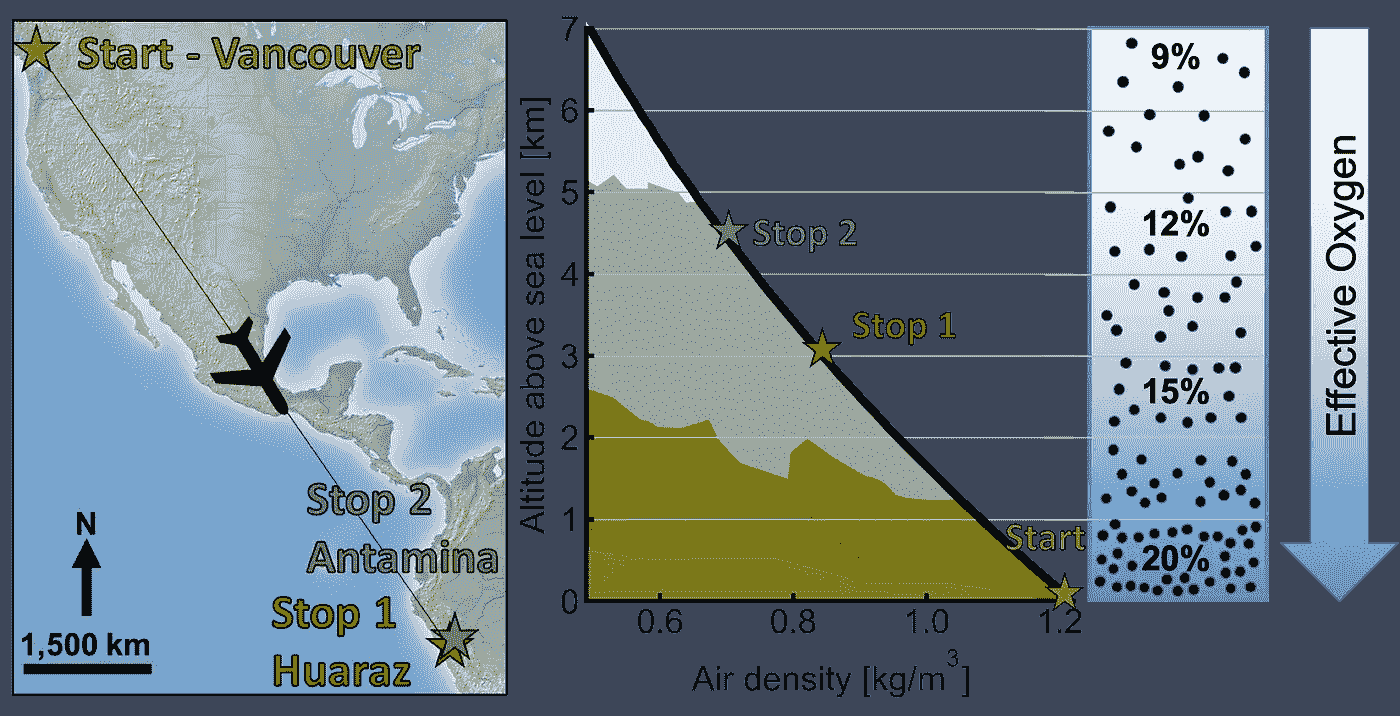 Start - Vancouver
Stop 2
Antamina
Stop 1
Huaraz
N
1,500 km
Altitude above sea level [km]
7
6
5
4
3
2
1
0
Stop 2
Stop 1
Start
0.6 0.8 1.0 1.2
Air density [kg/m³]
9%
12%
15%
20%
Effective Oxygen